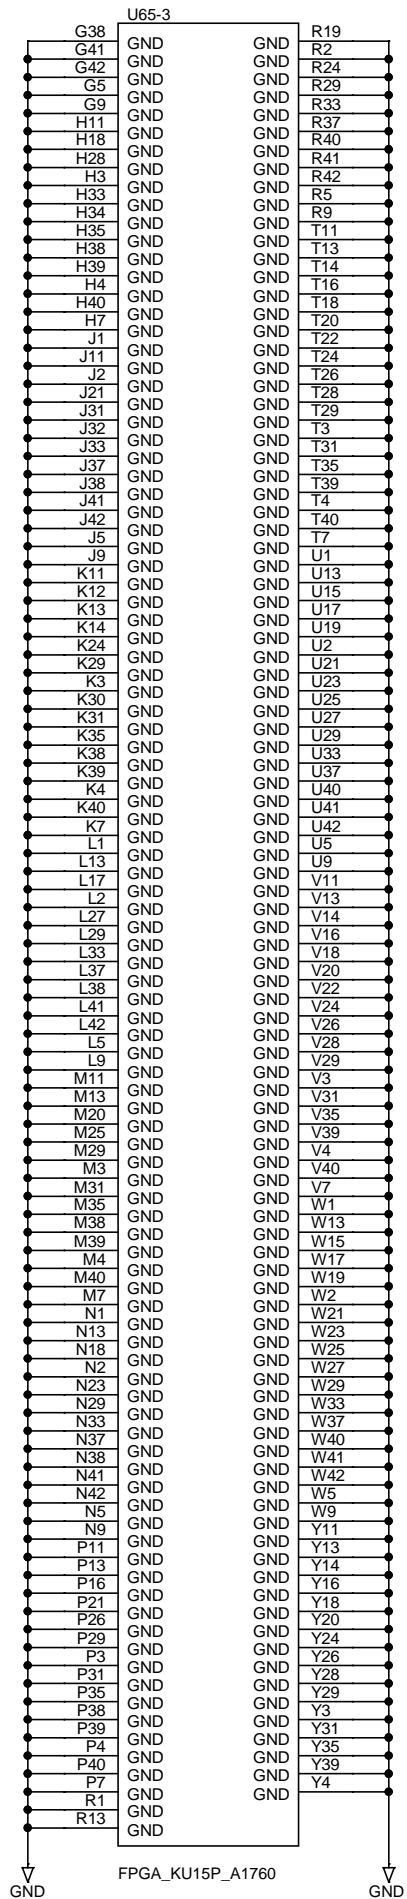 U65-3
G38 GND GND R19
G41 GND GND R2
G42 GND GND R24
G5 GND GND R29
G9 GND GND R33
H11 GND GND R37
H18 GND GND R40
H28 GND GND R41
H3 GND GND R42
H33 GND GND R5
H34 GND GND R9
H35 GND GND T11
H38 GND GND T13
H39 GND GND T14
H4 GND GND T16
H40 GND GND T18
H7 GND GND T20
J1 GND GND T22
J11 GND GND T24
J2 GND GND T26
J21 GND GND T28
J31 GND GND T29
J32 GND GND T3
J33 GND GND T31
J37 GND GND T35
J38 GND GND T39
J41 GND GND T4
J42 GND GND T40
J5 GND GND T7
J9 GND GND U1
K11 GND GND U13
K12 GND GND U15
K13 GND GND U17
K14 GND GND U19
K24 GND GND U2
K29 GND GND U21
K3 GND GND U23
K30 GND GND U25
K31 GND GND U27
K35 GND GND U29
K38 GND GND U33
K39 GND GND U37
K4 GND GND U40
K40 GND GND U41
K7 GND GND U42
L1 GND GND U5
L13 GND GND U9
L17 GND GND V11
L2 GND GND V13
L27 GND GND V14
L29 GND GND V16
L33 GND GND V18
L37 GND GND V20
L38 GND GND V22
L41 GND GND V24
L42 GND GND V26
L5 GND GND V28
L9 GND GND V29
M11 GND GND V3
M13 GND GND V31
M20 GND GND V35
M25 GND GND V39
M29 GND GND V4
M3 GND GND V40
M31 GND GND V7
M35 GND GND W1
M38 GND GND W13
M39 GND GND W15
M4 GND GND W17
M40 GND GND W19
M7 GND GND W2
N1 GND GND W21
N13 GND GND W23
N18 GND GND W25
N2 GND GND W27
N23 GND GND W29
N29 GND GND W33
N33 GND GND W37
N37 GND GND W40
N38 GND GND W41
N41 GND GND W42
N42 GND GND W5
N5 GND GND W9
N9 GND GND Y11
P11 GND GND Y13
P13 GND GND Y14
P16 GND GND Y16
P21 GND GND Y18
P26 GND GND Y20
P29 GND GND Y24
P3 GND GND Y26
P31 GND GND Y28
P35 GND GND Y29
P38 GND GND Y3
P39 GND GND Y31
P4 GND GND Y35
P40 GND GND Y39
P7 GND GND Y4
R1 GND
R13 GND
FPGA_KU15P_A1760
GND GND